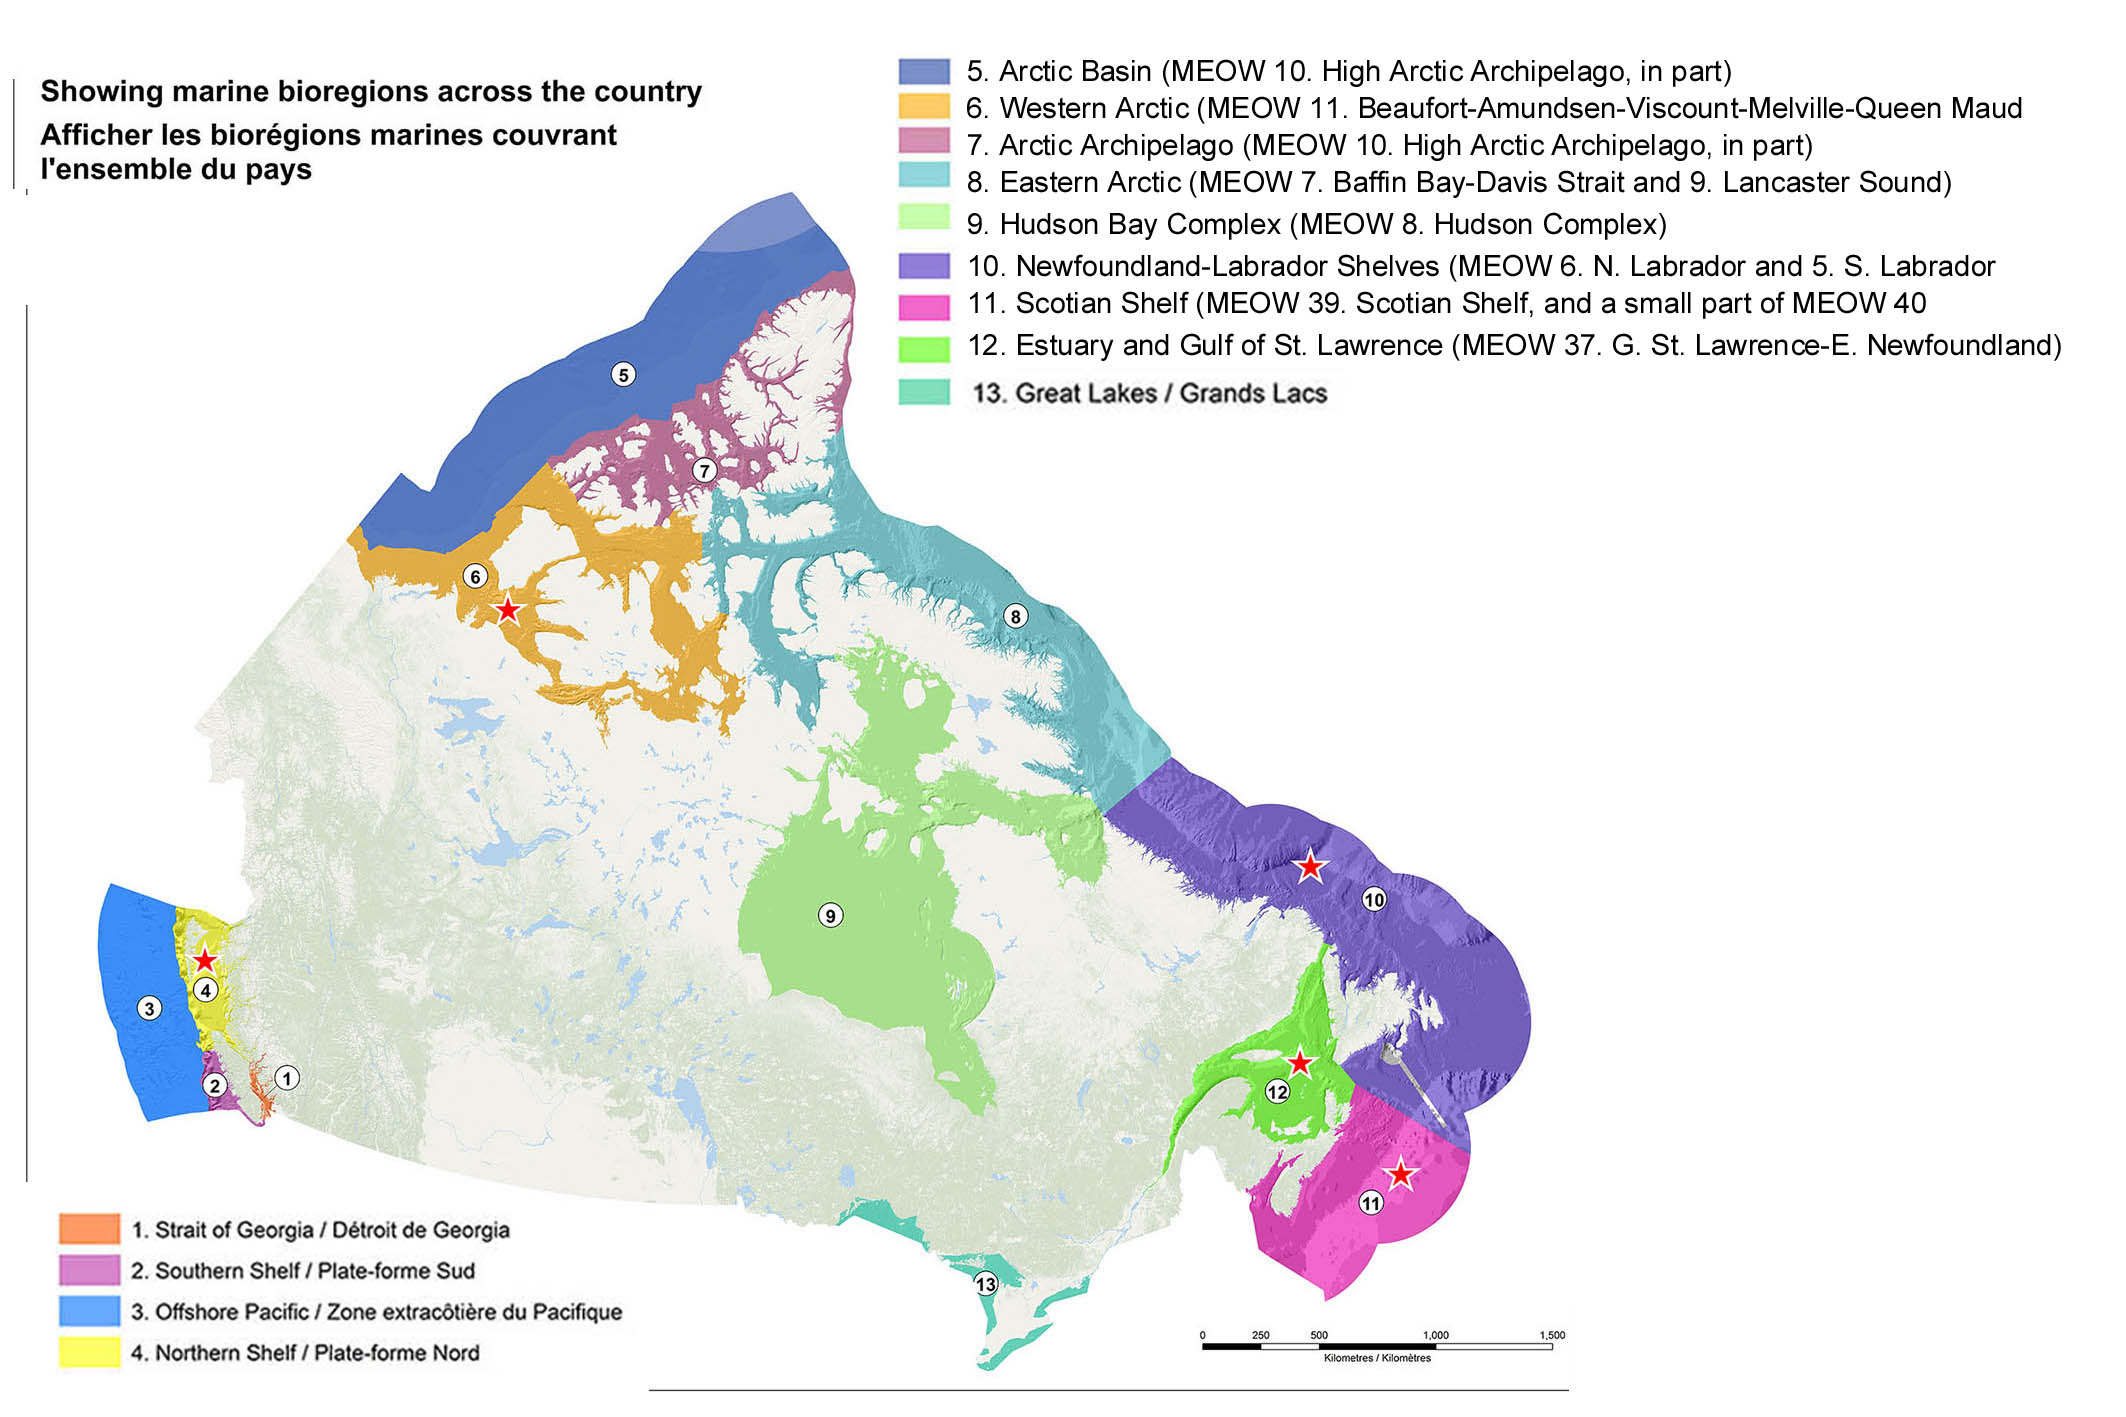 Showing marine bioregions across the country
Afficher les biorégions marines couvrant
l'ensemble du pays
5. Arctic Basin (MEOW 10. High Arctic Archipelago, in part)
6. Western Arctic (MEOW 11. Beaufort-Amundsen-Viscount-Melville-Queen Maud
7. Arctic Archipelago (MEOW 10. High Arctic Archipelago, in part)
8. Eastern Arctic (MEOW 7. Baffin Bay-Davis Strait and 9. Lancaster Sound)
9. Hudson Bay Complex (MEOW 8. Hudson Complex)
10. Newfoundland-Labrador Shelves (MEOW 6. N. Labrador and 5. S. Labrador
11. Scotian Shelf (MEOW 39. Scotian Shelf, and a small part of MEOW 40
12. Estuary and Gulf of St. Lawrence (MEOW 37. G. St. Lawrence-E. Newfoundland)
13. Great Lakes / Grands Lacs
5
7
6
8
9
10
4
3
2
1
12
11
13
1. Strait of Georgia / Détroit de Georgia
2. Southern Shelf / Plate-forme Sud
3. Offshore Pacific / Zone extracôtière du Pacifique
4. Northern Shelf / Plate-forme Nord
0 250 500 1,000 1,500
Kilometres / Kilomètres